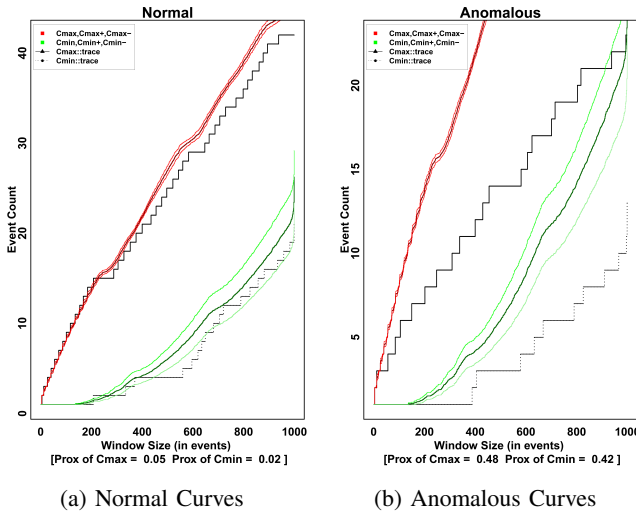 Normal
Cmax,Cmax+,Cmax−
Cmin,Cmin+,Cmin−
Cmax::trace
Cmin::trace
Event Count
40
30
20
10
0
0 200 400 600 800 1000
Window Size (in events)
[Prox of Cmax = 0.05 Prox of Cmin = 0.02 ]
(a) Normal Curves
Anomalous
Cmax,Cmax+,Cmax−
Cmin,Cmin+,Cmin−
Cmax::trace
Cmin::trace
Event Count
20
15
10
5
0 200 400 600 800 1000
Window Size (in events)
[Prox of Cmax = 0.48 Prox of Cmin = 0.42 ]
(b) Anomalous Curves